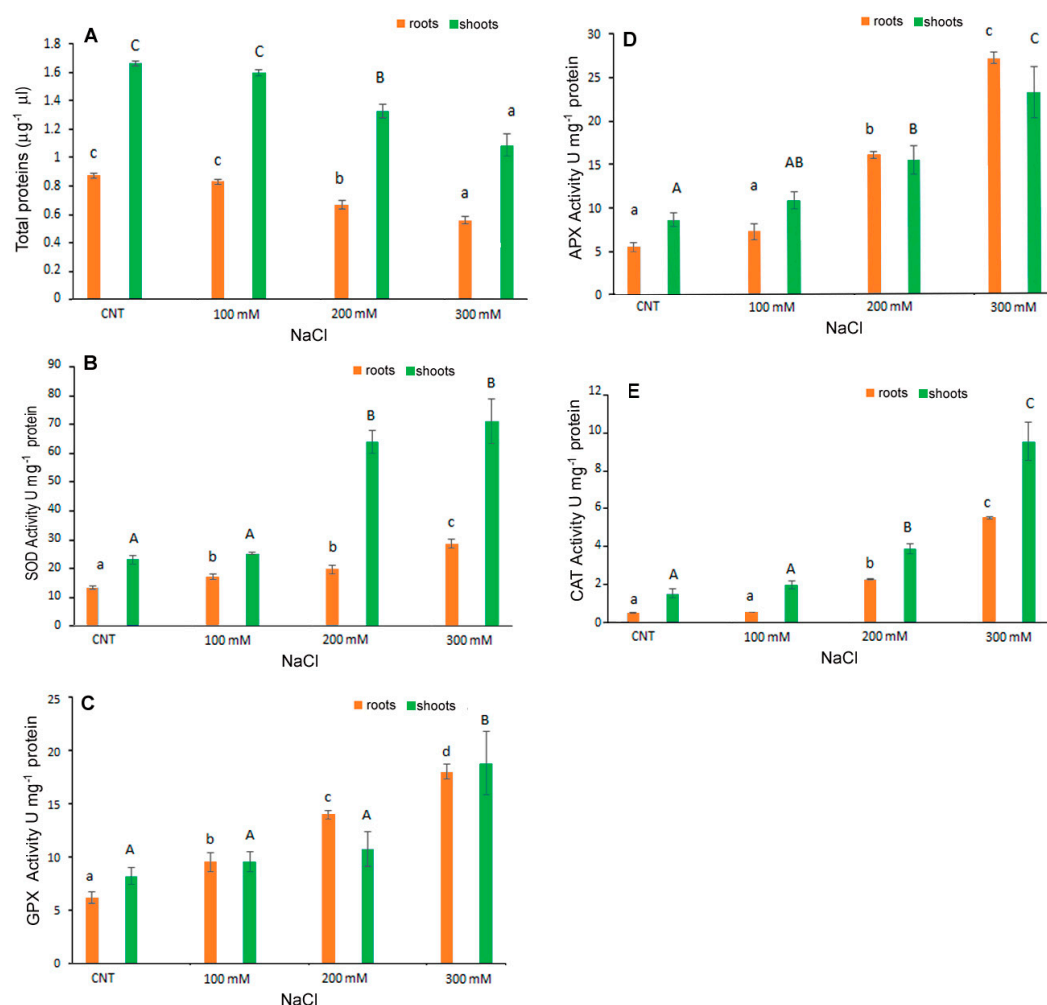 A
roots shoots
Total proteins (µg-1 µl)
1.8
1.6
1.4
1.2
1
0.8
0.6
0.4
0.2
0
c C
c C
b B
a a
CNT 100 mM 200 mM 300 mM
NaCl
B
roots shoots
SOD Activity U mg-1 protein
90
80
70
60
50
40
30
20
10
0
a A
b A
b B
c B
CNT 100 mM 200 mM 300 mM
NaCl
C
roots shoots
GPX Activity U mg-1 protein
25
20
15
10
5
0
a A
b A
c A
d B
CNT 100 mM 200 mM 300 mM
NaCl
D
roots shoots
APX Activity U mg-1 protein
30
25
20
15
10
5
0
a A
a AB
b B
c C
CNT 100 mM 200 mM 300 mM
NaCl
E
roots shoots
CAT Activity U mg-1 protein
12
10
8
6
4
2
0
a A
a A
b B
c C
CNT 100 mM 200 mM 300 mM
NaCl